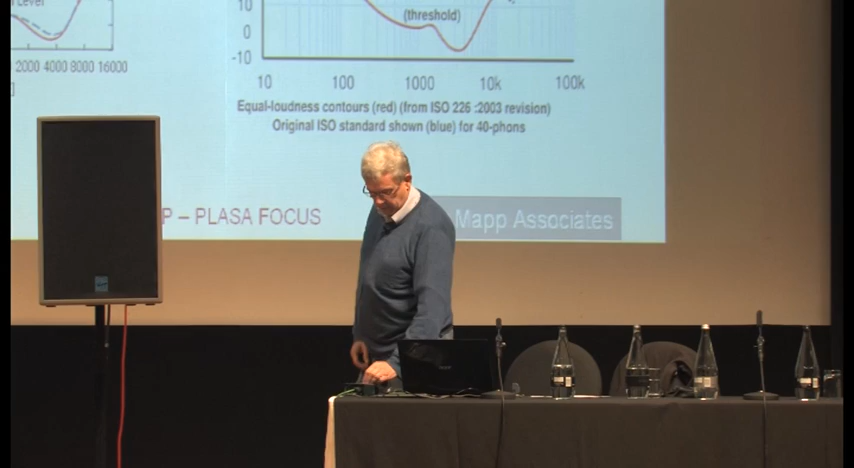 Level
2000 4000 8000 16000
10
0
-10
(threshold)
10 100 1000 10k 100k
Equal-loudness contours (red) (from ISO 226 :2003 revision)
Original ISO standard shown (blue) for 40-phons
P – PLASA FOCUS
Mapp Associates